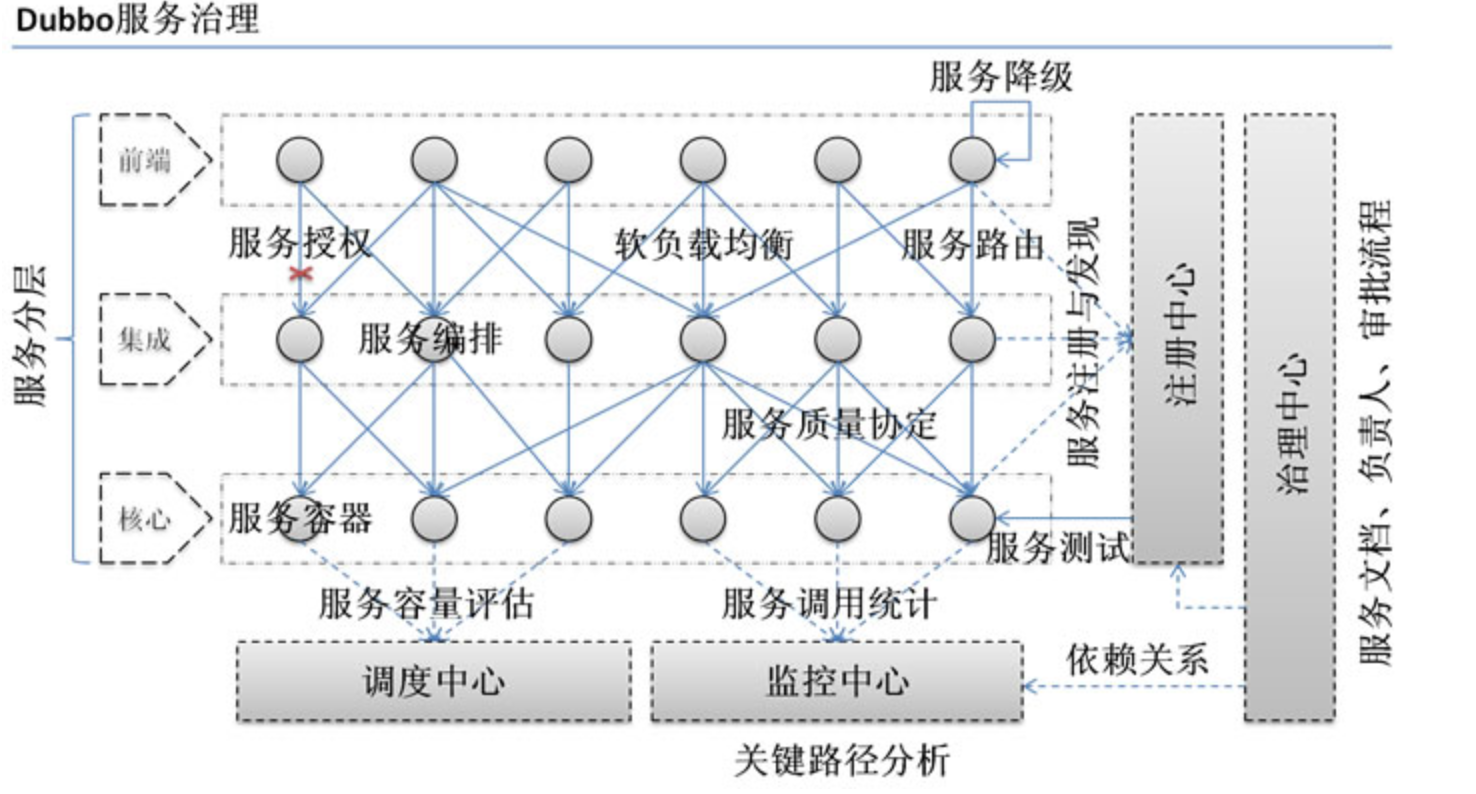 Dubbo服务治理
服务降级
前端
服务授权
软负载均衡
服务路由
服务分层
集成
服务编排
服务注册与发现
注册中心
治理中心
服务文档、负责人、审批流程
服务质量协定
核心
服务容器
服务测试
服务容量评估
服务调用统计
调度中心
监控中心
依赖关系
关键路径分析